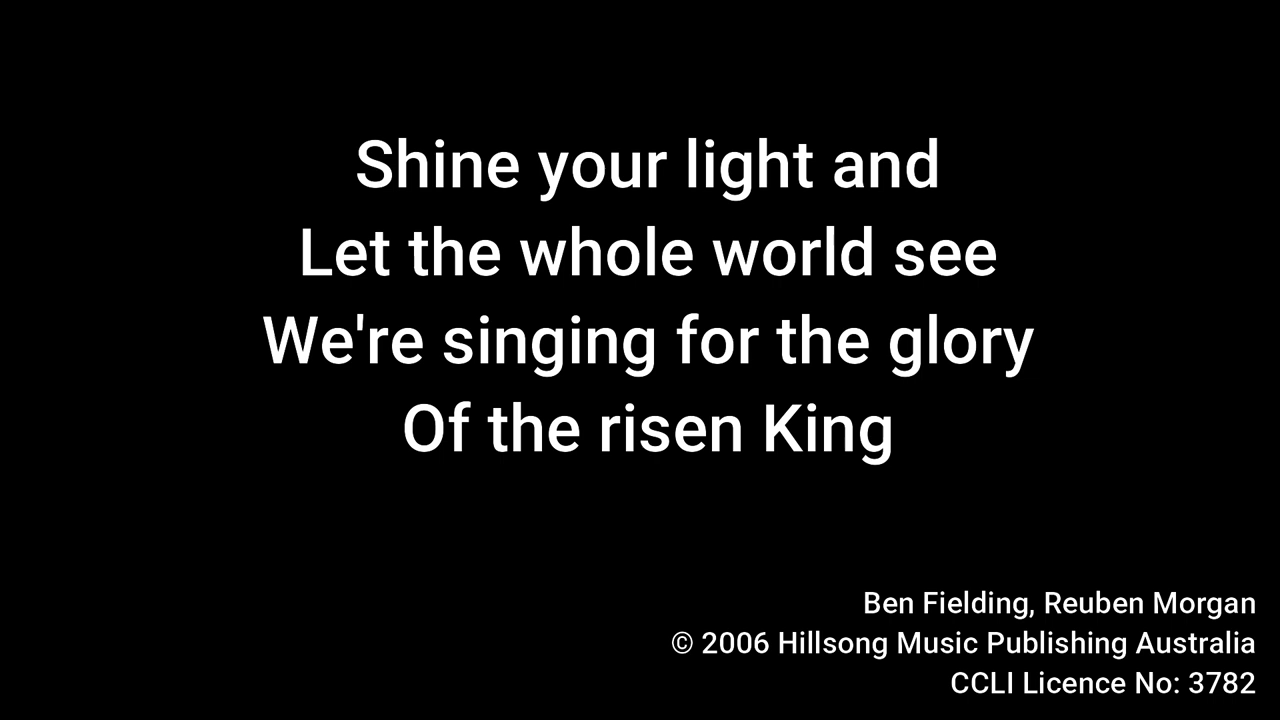 Shine your light and
Let the whole world see
We're singing for the glory
Of the risen King
Ben Fielding, Reuben Morgan
© 2006 Hillsong Music Publishing Australia
CCLI Licence No: 3782